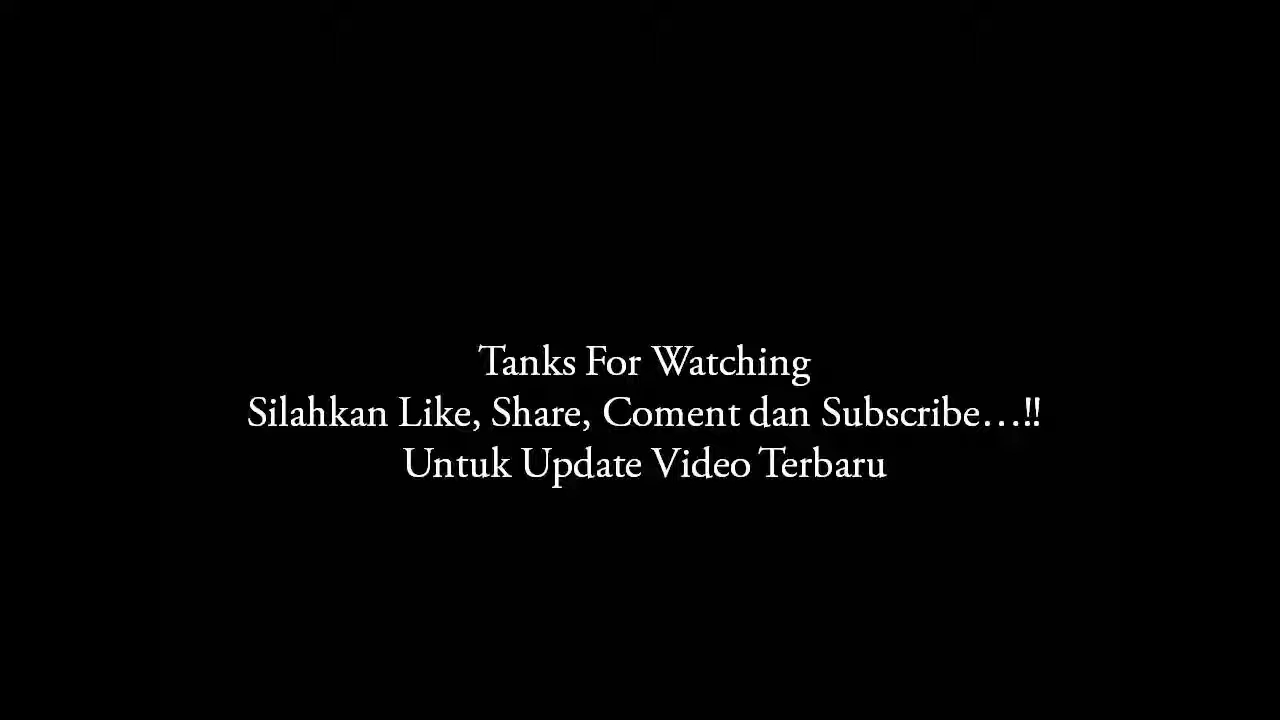 Tanks For Watching
Silahkan Like, Share, Coment dan Subscribe...!!
Untuk Update Video Terbaru